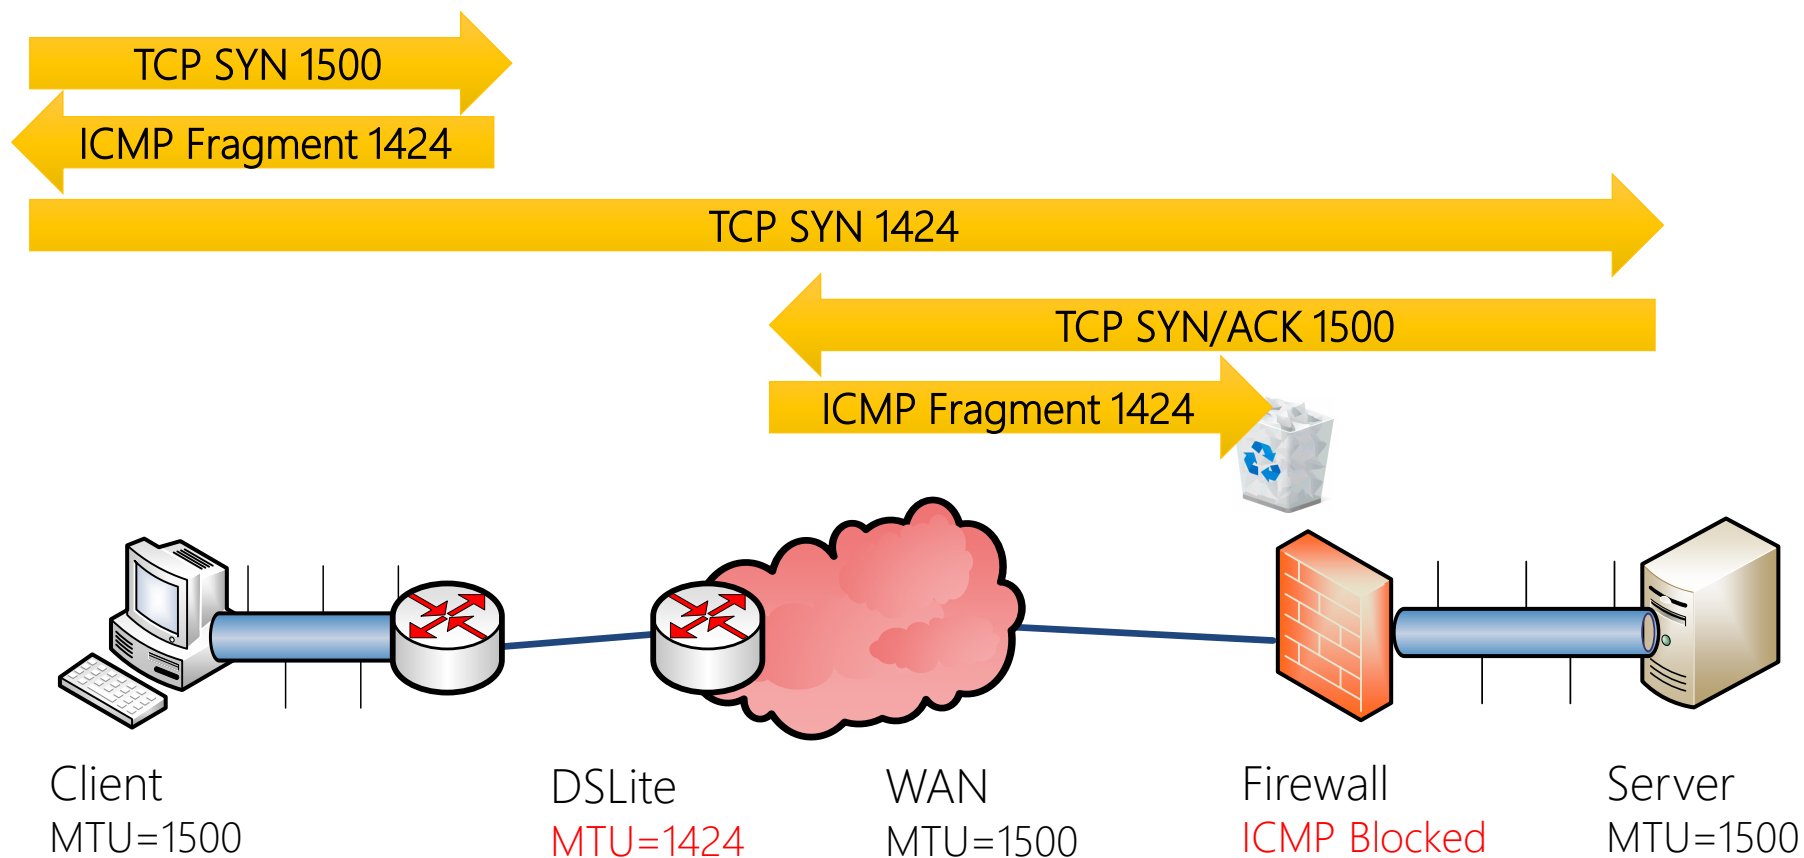 TCP SYN 1500
ICMP Fragment 1424
TCP SYN 1424
TCP SYN/ACK 1500
ICMP Fragment 1424
Client
MTU=1500
DSLite
MTU=1424
WAN
MTU=1500
Firewall
ICMP Blocked
Server
MTU=1500